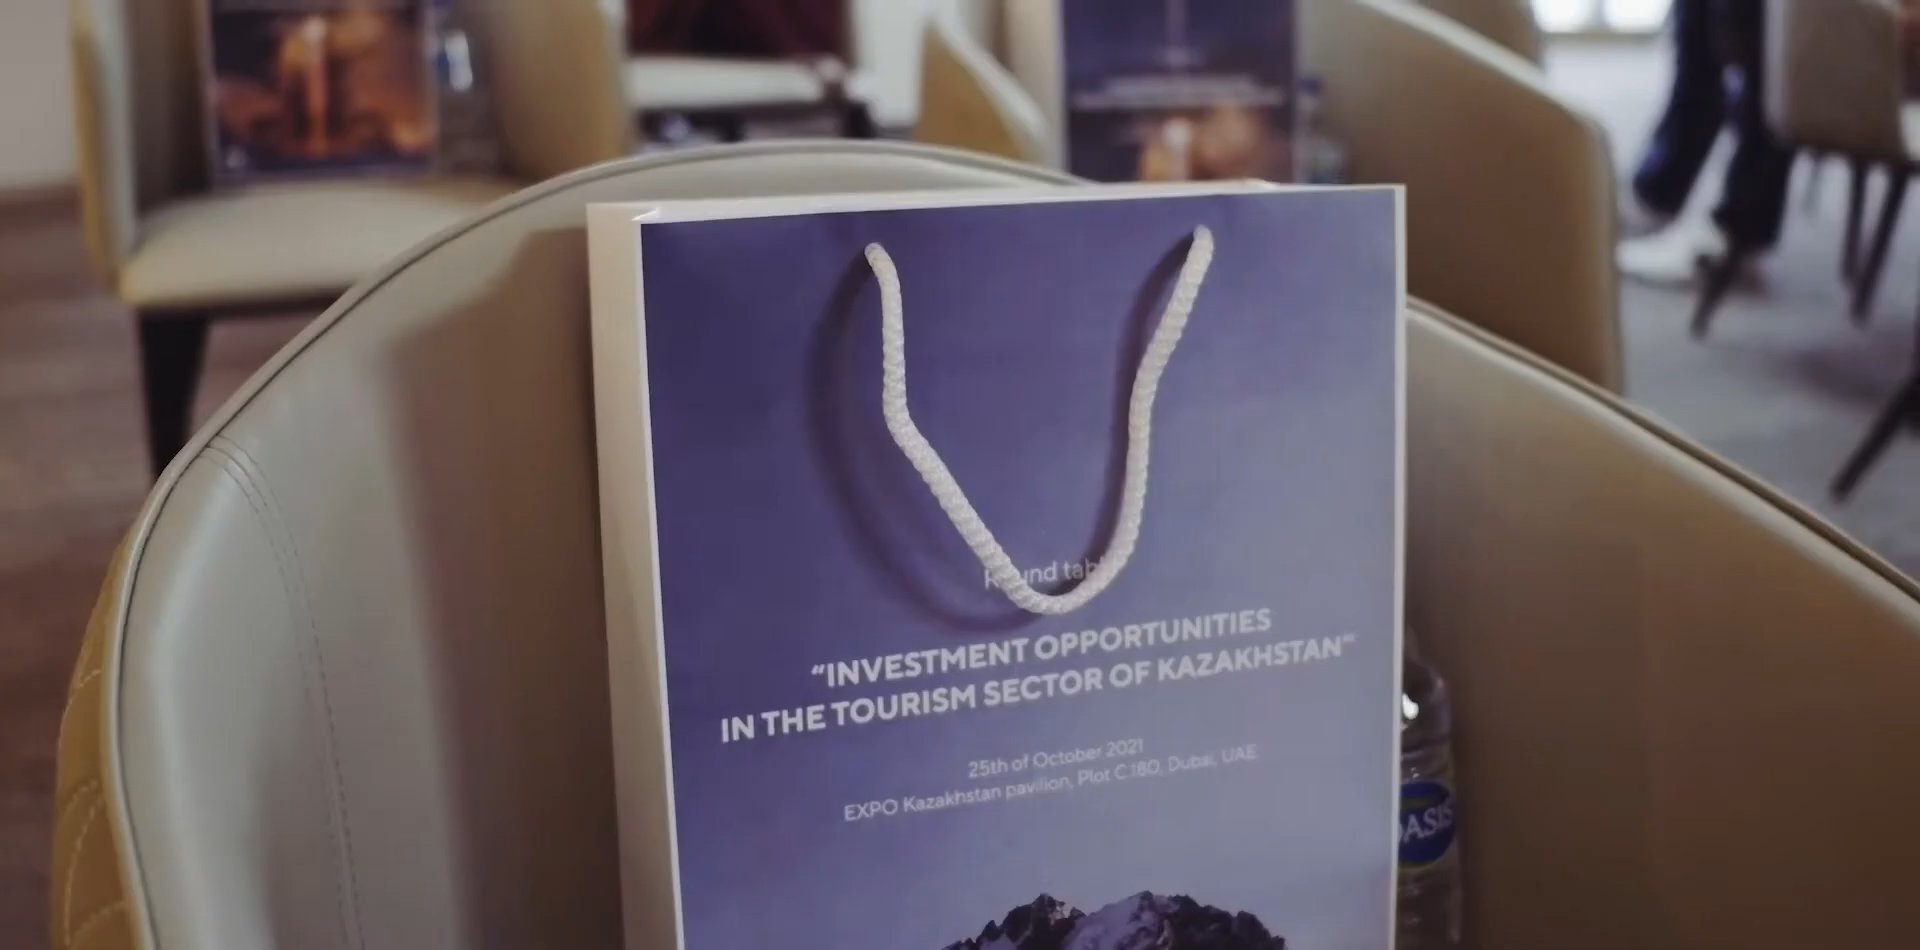 Round table
“INVESTMENT OPPORTUNITIES
IN THE TOURISM SECTOR OF KAZAKHSTAN“
25th of October 2021
EXPO Kazakhstan pavilion, Plot C.180, Dubai, UAE
OASIS